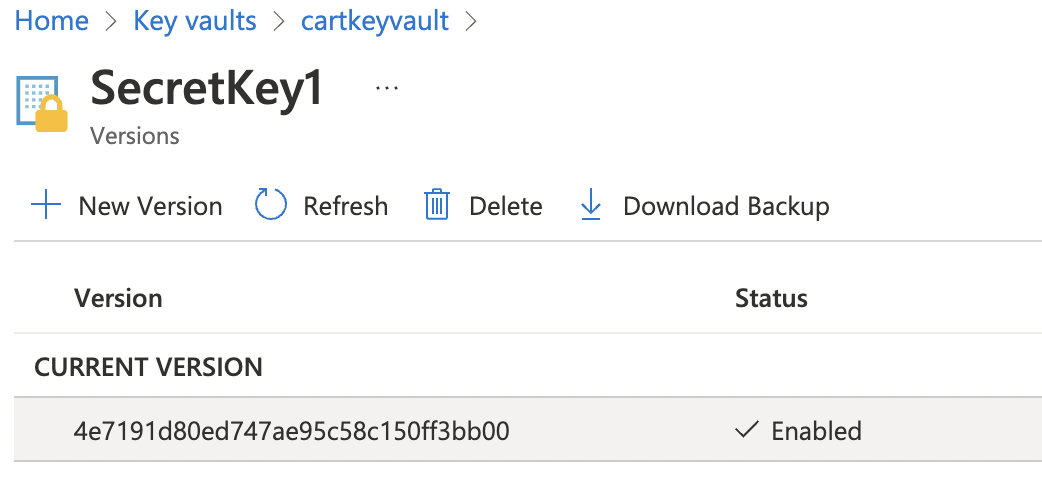 Home > Key vaults > cartkeyvault >
SecretKey1 ...
Versions
New Version Refresh Delete Download Backup
Version Status
CURRENT VERSION
4e7191d80ed747ae95c58c150ff3bb00 Enabled